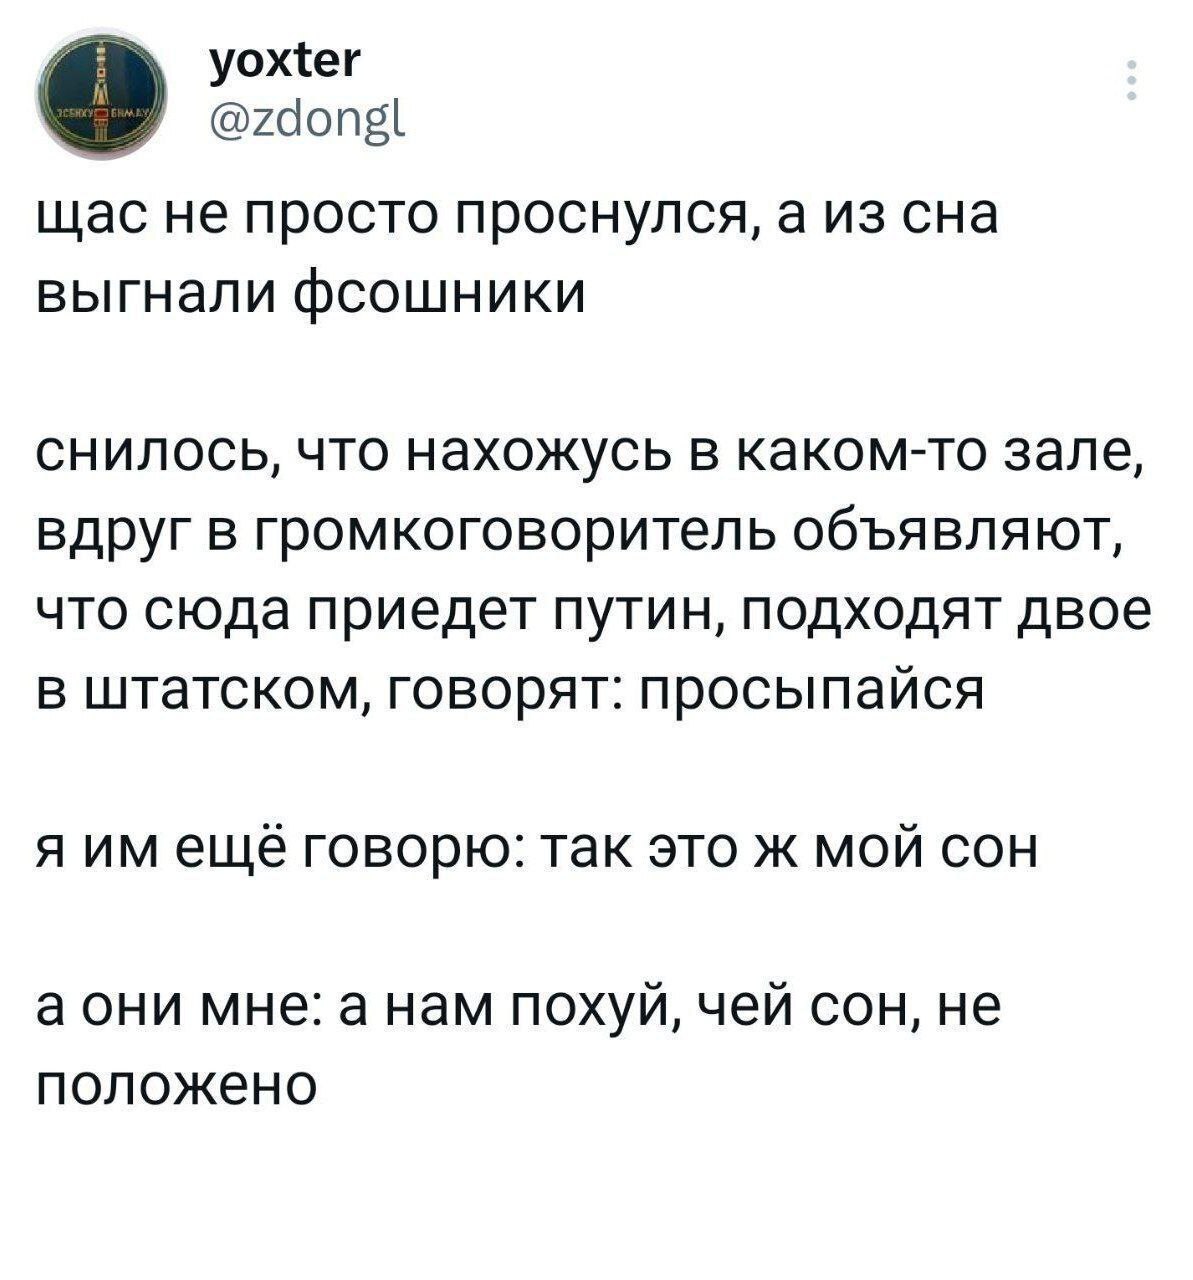 yoxter
@zdongl
щас не просто проснулся, а из сна
выгнали фсошники
снилось, что нахожусь в каком-то зале,
вдруг в громкоговоритель объявляют,
что сюда приедет путин, подходят двое
в штатском, говорят: просыпайся
я им ещё говорю: так это ж мой сон
а они мне: а нам похуй, чей сон, не
положено